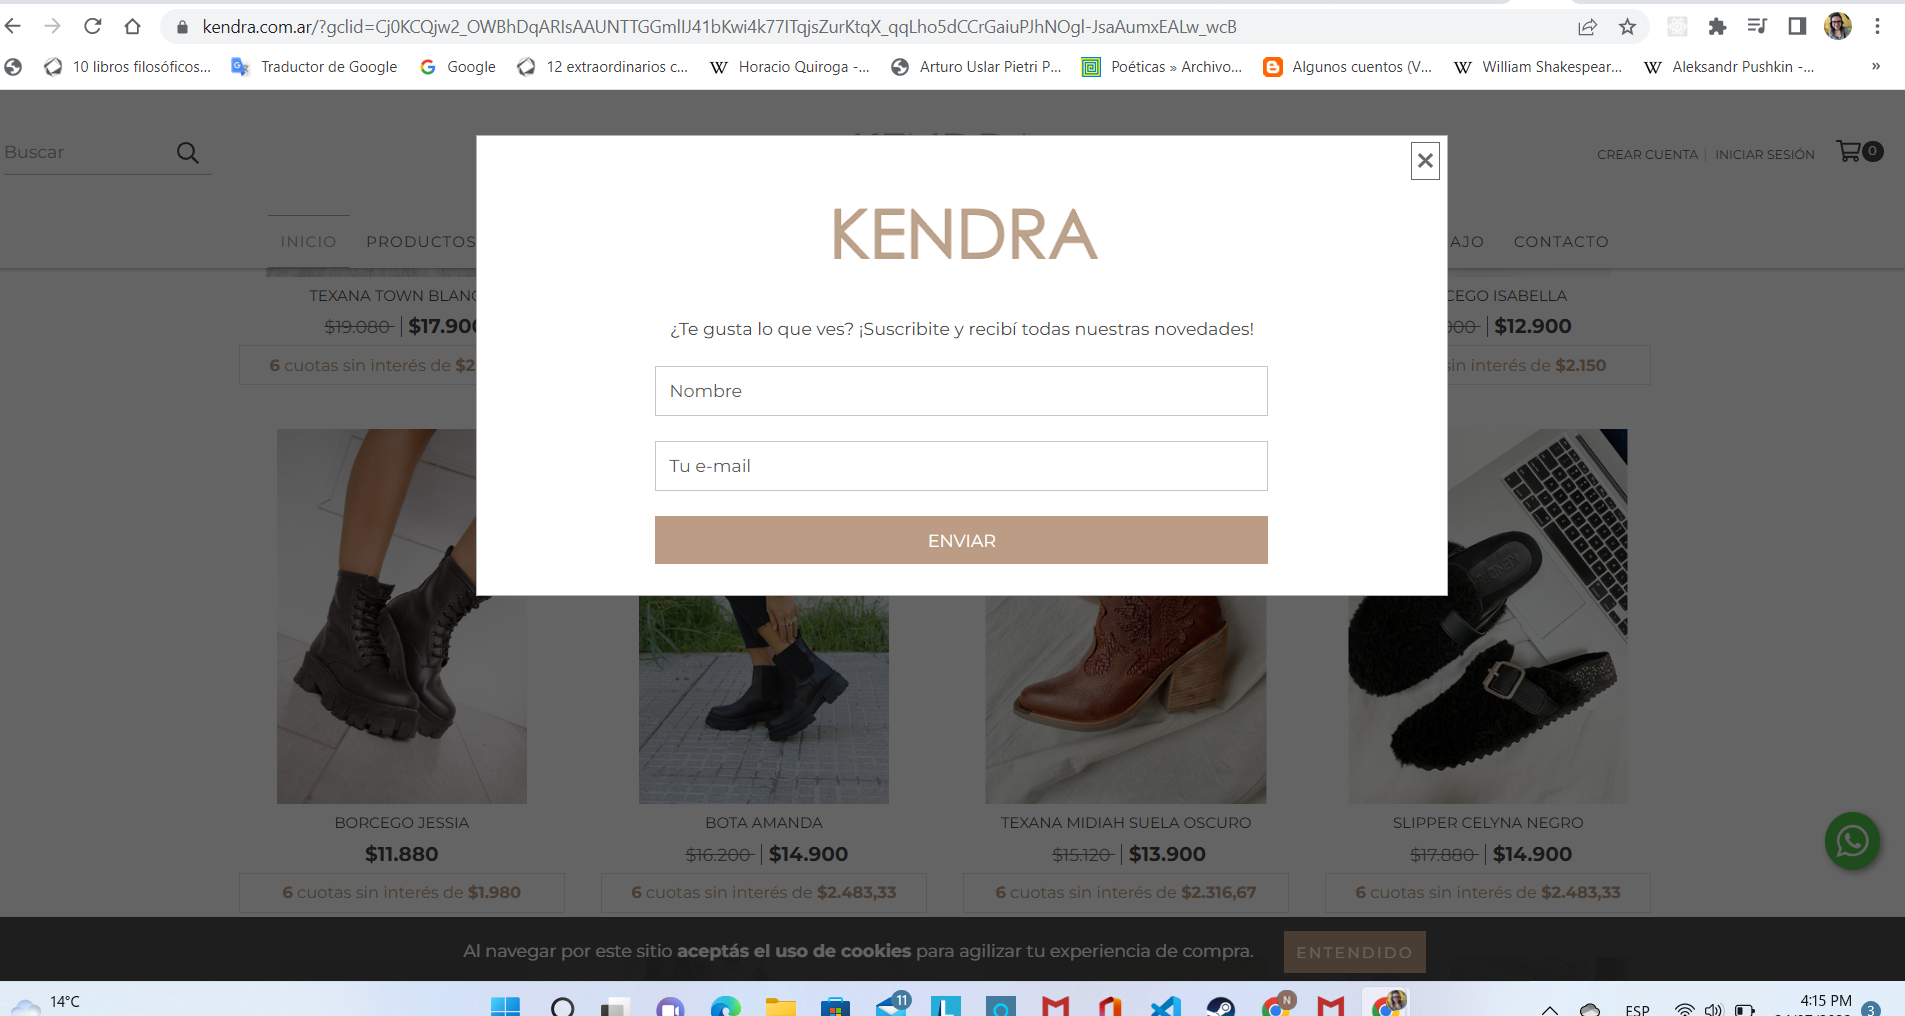 kendra.com.ar/?gclid=Cj0KCQjw2_OWBhDqARIsAAUNTTGGmlIJ41bKwi4k77ITqjsZurKtqX_qqLho5dCCrGaiuPJhNOgl-JsaAumxEALw_wcB
10 libros filosóficos... Traductor de Google Google 12 extraordinarios c... Horacio Quiroga -... Arturo Uslar Pietri P... Poéticas » Archivo... Algunos cuentos (V... William Shakespear... Aleksandr Pushkin -... »
Buscar
CREAR CUENTA | INICIAR SESIÓN 0
KENDRA
INICIO PRODUCTOS AJO CONTACTO
¿Te gusta lo que ves? ¡Suscribite y recibí todas nuestras novedades!
Nombre
Tu e-mail
ENVIAR
TEXANA TOWN BLANC
$19.080 | $17.900
6 cuotas sin interés de $2
CEGO ISABELLA
| $12.900
sin interés de $2.150
BORCEGO JESSIA
$11.880
6 cuotas sin interés de $1.980
BOTA AMANDA
$16.200 | $14.900
6 cuotas sin interés de $2.483,33
TEXANA MIDIAH SUELA OSCURO
$15.120 | $13.900
6 cuotas sin interés de $2.316,67
KENDRA
SLIPPER CELYNA NEGRO
$17.880 | $14.900
6 cuotas sin interés de $2.483,33
Al navegar por este sitio aceptás el uso de cookies para agilizar tu experiencia de compra. ENTENDIDO
14°C
11
N
ESP
4:15 PM
3